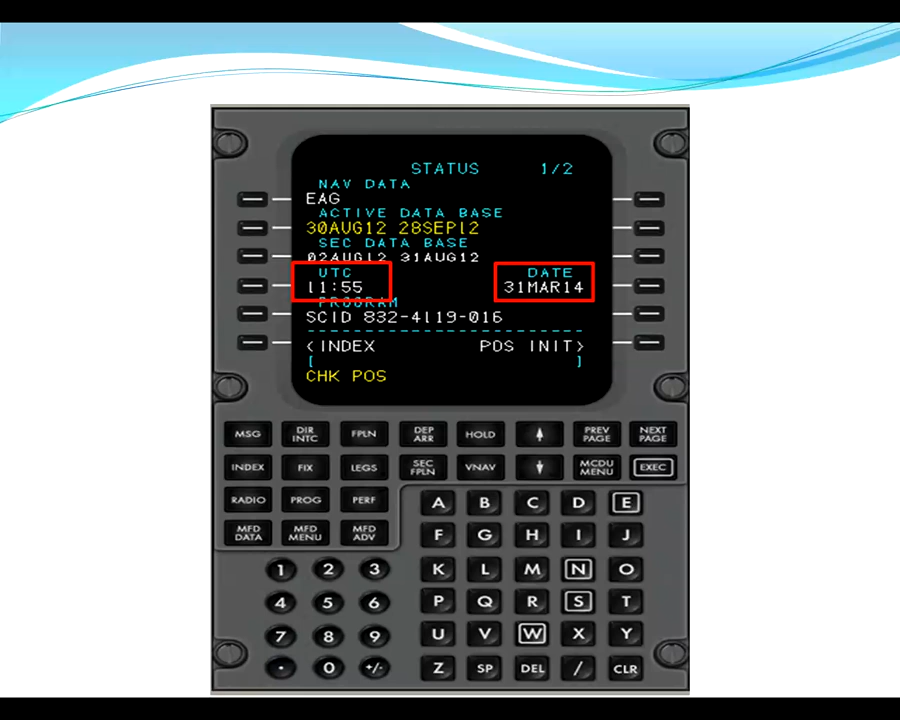 STATUS 1/2
NAV DATA
EAG
ACTIVE DATA BASE
30AUG12 28SEP12
SEC DATA BASE
02AUG12 31AUG12
UTC DATE
11:55 31MAR14
PROGRAM
SCID 832-4119-016
<INDEX POS INIT>
[ ]
CHK POS
MSG DIR INTC FPLN DEP ARR HOLD PREV PAGE NEXT PAGE
INDEX FIX LEGS SEC FPLN VNAV MCDU MENU EXEC
RADIO PROG PERF
MFD DATA MFD MENU MFD ADV
A B C D E
F G H I J
K L M N O
P Q R S T
U V W X Y
Z SP DEL / CLR
1 2 3
4 5 6
7 8 9
. 0 +/-